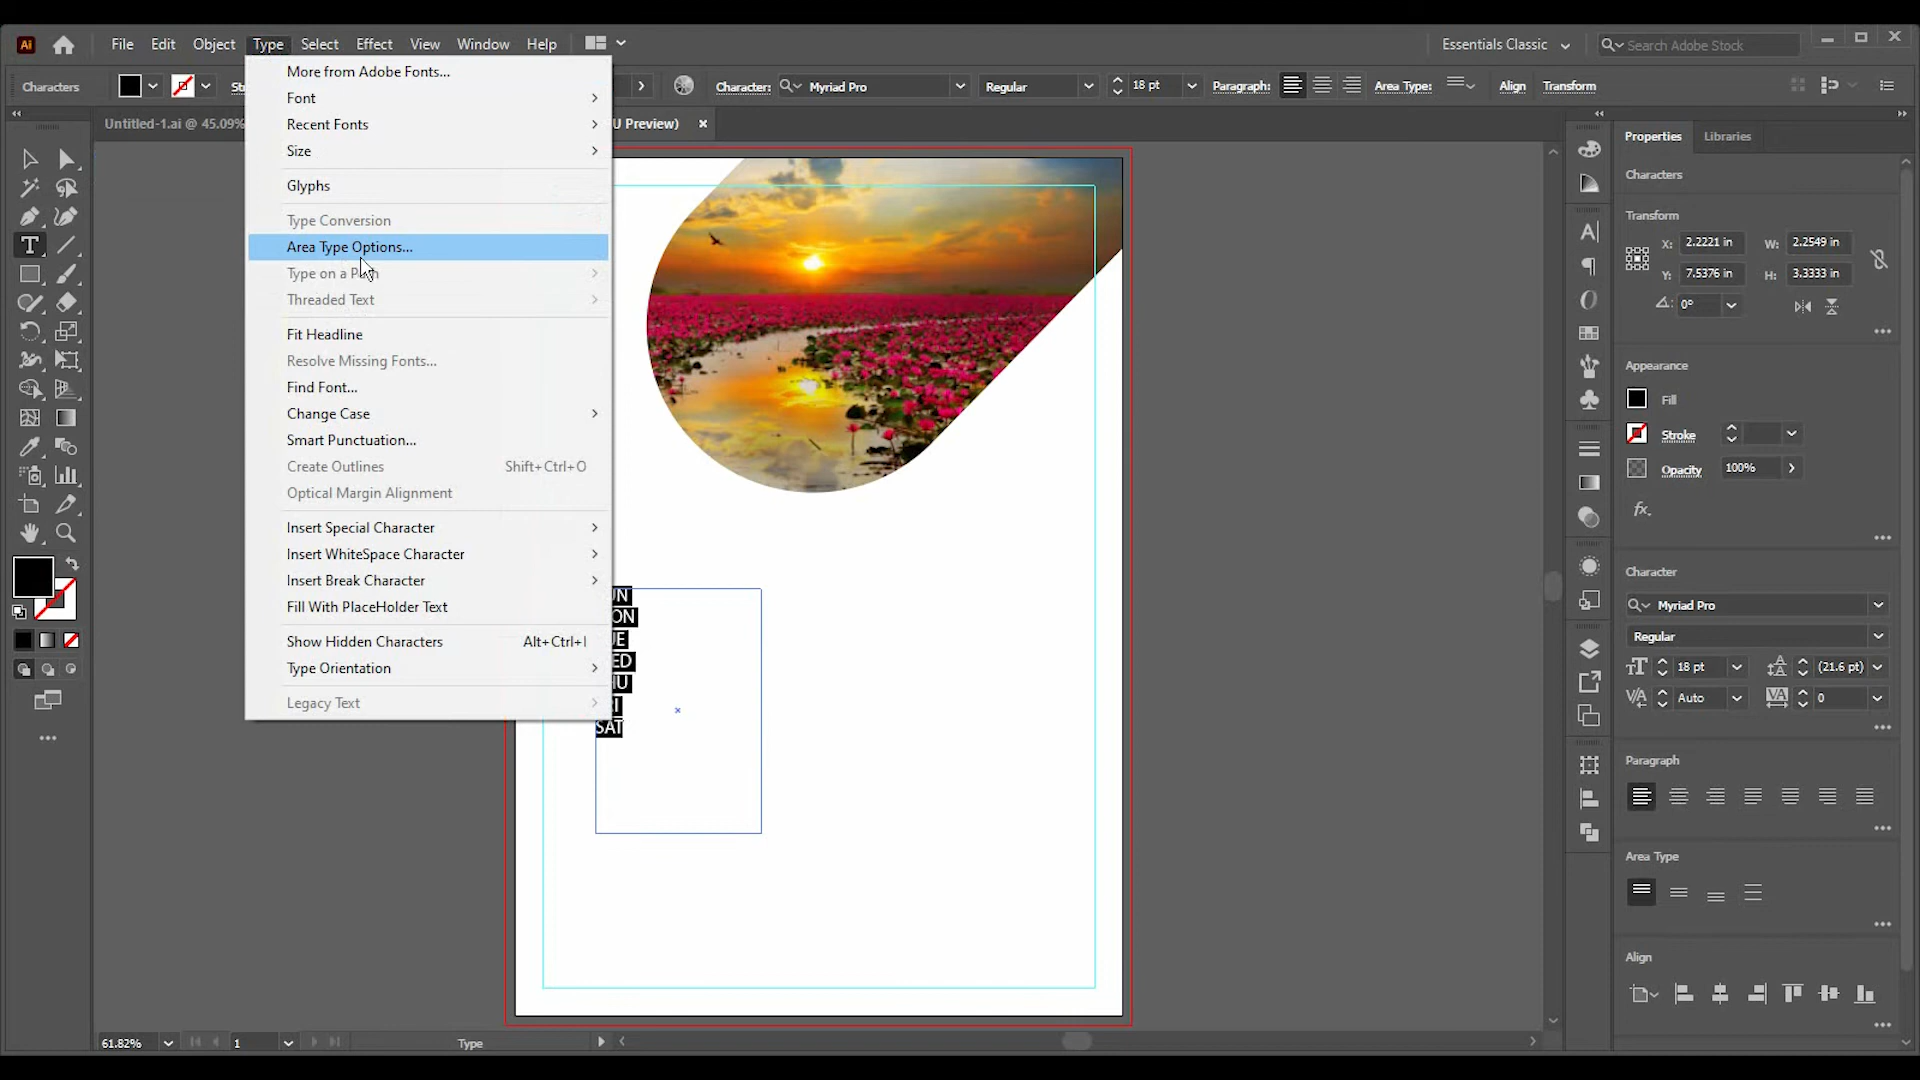 Ai File Edit Object Type Select Effect View Window Help Essentials Classic Search Adobe Stock
Characters Character: Myriad Pro Regular 18 pt Paragraph: Area Type: Align Transform
Untitled-1.ai @ 45.09% U Preview) ×
More from Adobe Fonts...
Font
Recent Fonts
Size
Glyphs
Type Conversion
Area Type Options...
Type on a P th
Threaded Text
Fit Headline
Resolve Missing Fonts...
Find Font...
Change Case
Smart Punctuation...
Create Outlines Shift+Ctrl+O
Optical Margin Alignment
Insert Special Character
Insert WhiteSpace Character
Insert Break Character
Fill With PlaceHolder Text
Show Hidden Characters Alt+Ctrl+I
Type Orientation
Legacy Text
UN
ON
UE
ED
HU
RI
SAT
Properties Libraries
Characters
Transform
X: 2.2221 in W: 2.2549 in
Y: 7.5376 in H: 3.3333 in
0°
Appearance
Fill
Stroke
Opacity 100%
fx.
Character
Myriad Pro
Regular
18 pt (21.6 pt)
Auto 0
Paragraph
Area Type
Align
61.82% 1 Type